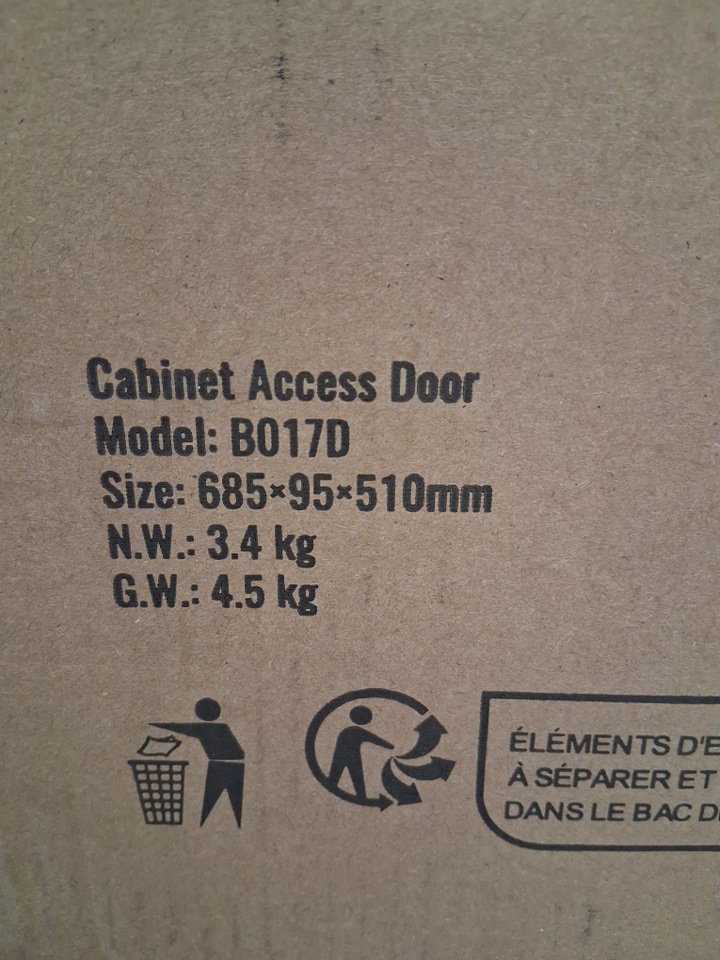 Cabinet Access Door
Model: B017D
Size: 685×95×510mm
N.W.: 3.4 kg
G.W.: 4.5 kg
ÉLÉMENTS D'E
À SÉPARER ET
DANS LE BAC D